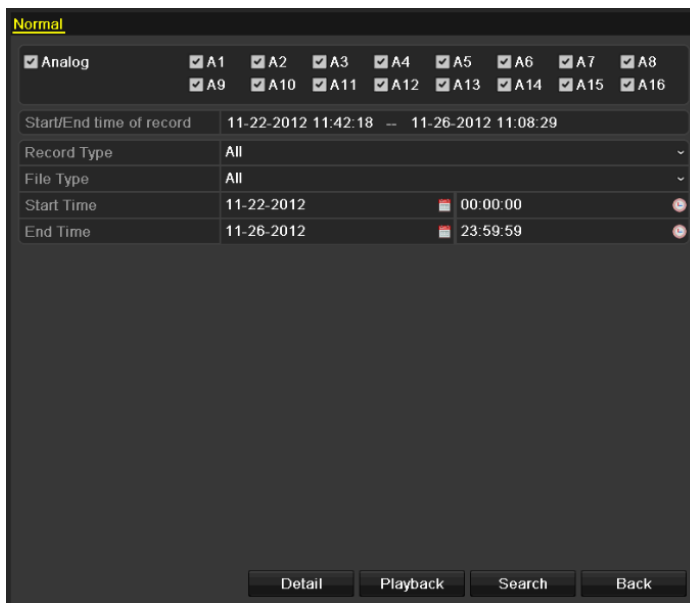 Normal
Analog A1 A2 A3 A4 A5 A6 A7 A8
A9 A10 A11 A12 A13 A14 A15 A16
Start/End time of record 11-22-2012 11:42:18 -- 11-26-2012 11:08:29
Record Type All
File Type All
Start Time 11-22-2012 00:00:00
End Time 11-26-2012 23:59:59
Detail Playback Search Back